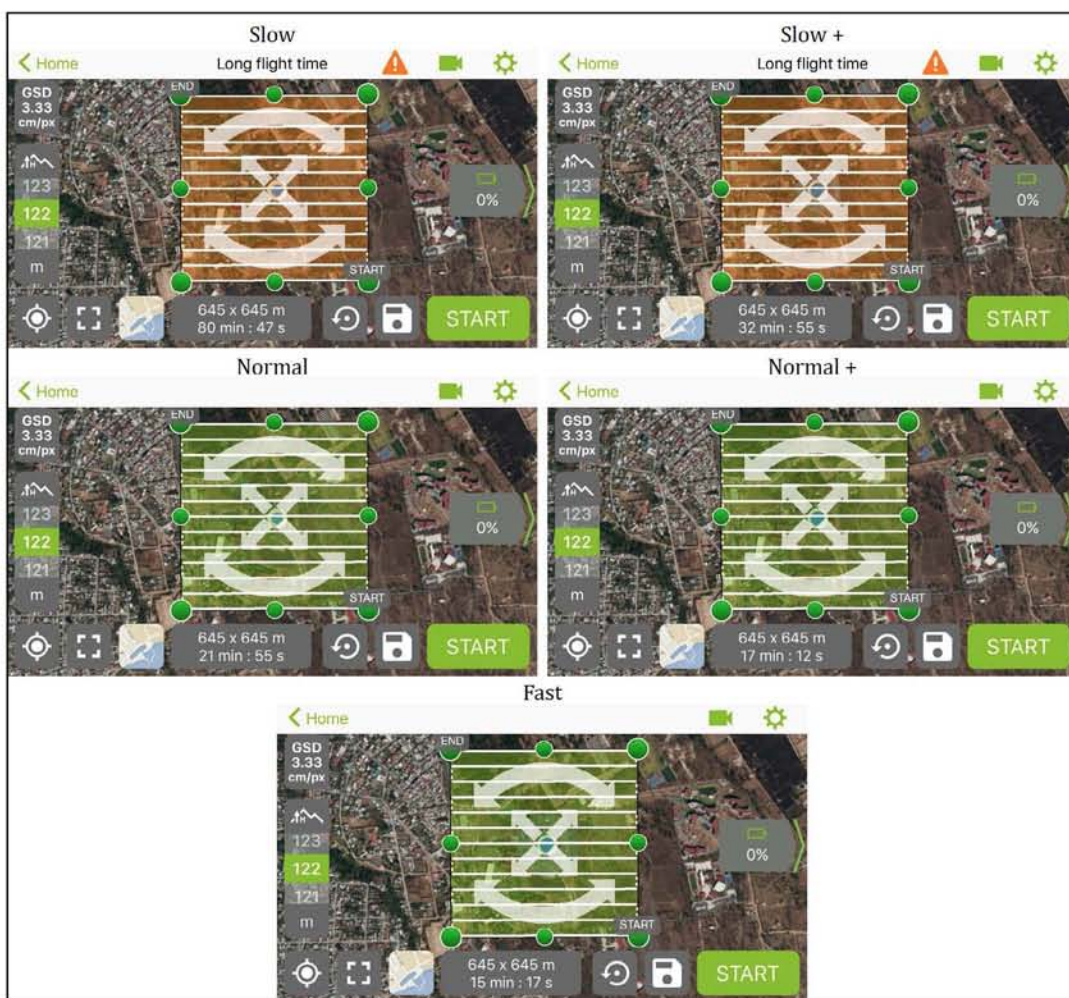 Slow
Home
Long flight time
END
GSD
3.33
cm/px
123
122
121
m
0%
START
645 x 645 m
80 min : 47 s
START
Slow +
Home
Long flight time
END
GSD
3.33
cm/px
123
122
121
m
0%
START
645 x 645 m
32 min : 55 s
START
Normal
Home
END
GSD
3.33
cm/px
123
122
121
m
0%
START
645 x 645 m
21 min : 55 s
START
Normal +
Home
END
GSD
3.33
cm/px
123
122
121
m
0%
START
645 x 645 m
17 min : 12 s
START
Fast
Home
END
GSD
3.33
cm/px
123
122
121
m
0%
START
645 x 645 m
15 min : 17 s
START